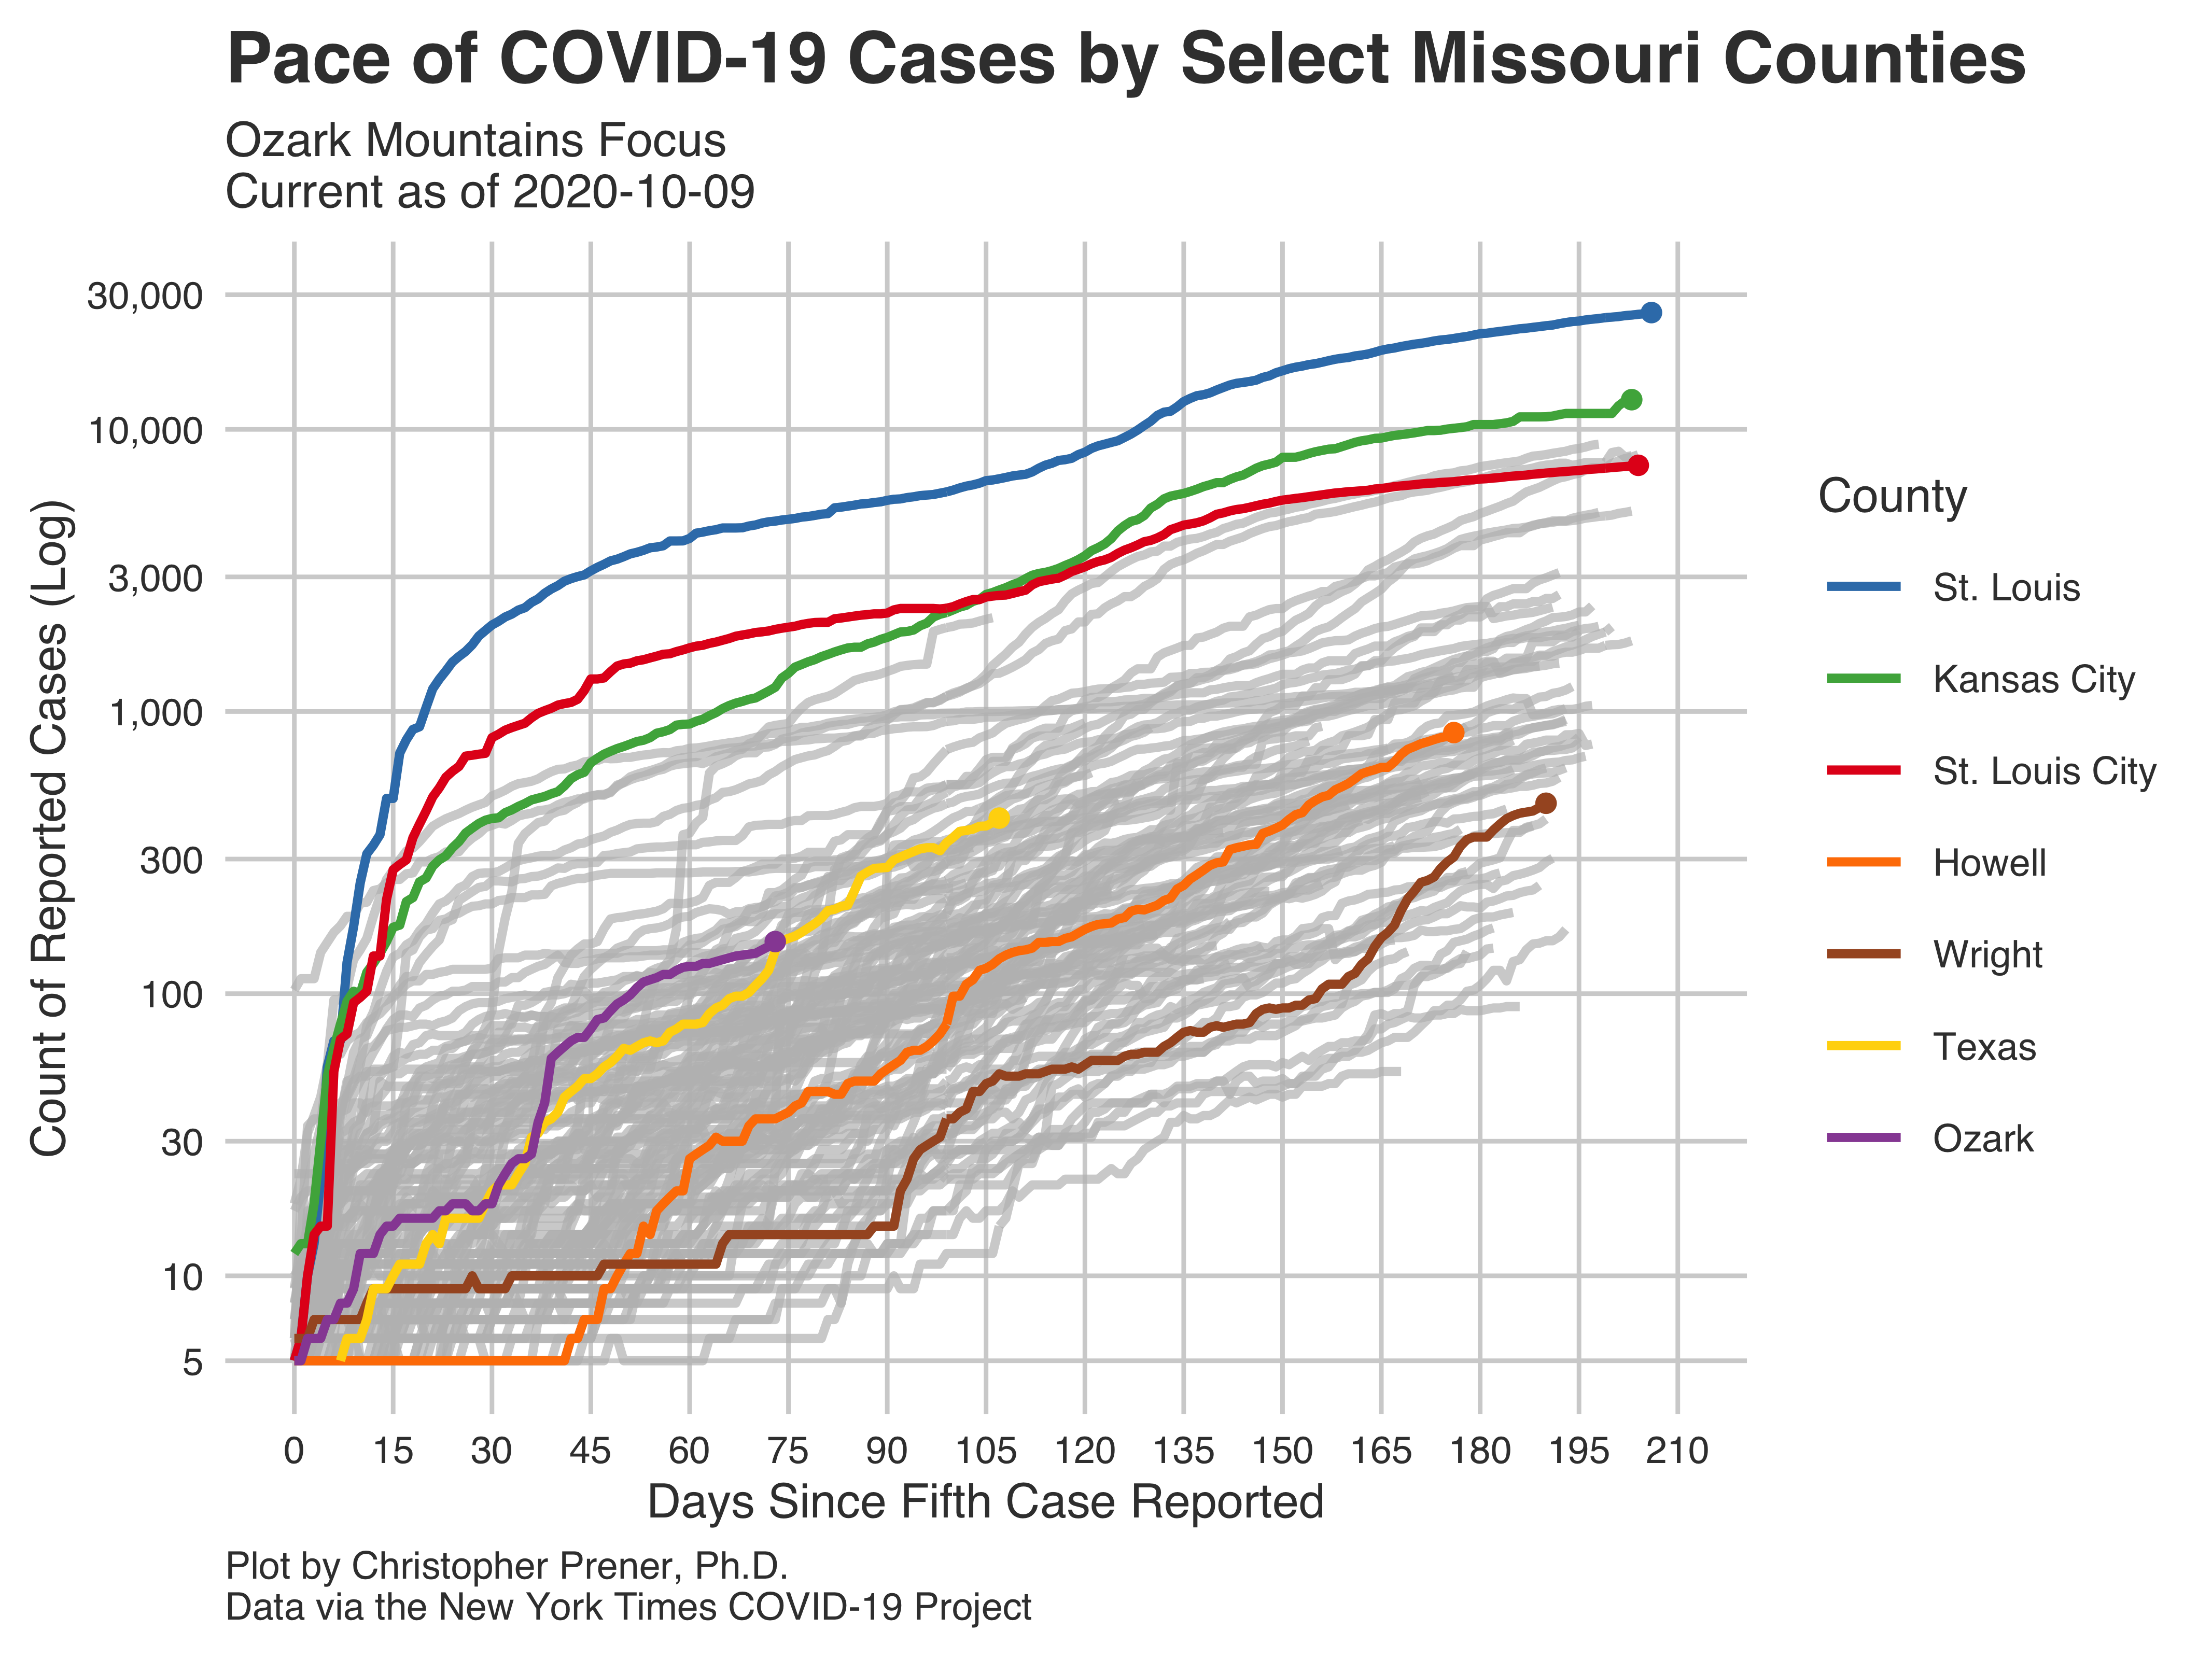 Pace of COVID-19 Cases by Select Missouri Counties
Ozark Mountains Focus
Current as of 2020-10-09
Count of Reported Cases (Log)
30,000
10,000
3,000
1,000
300
100
30
10
5
0 15 30 45 60 75 90 105 120 135 150 165 180 195 210
Days Since Fifth Case Reported
County
St. Louis
Kansas City
St. Louis City
Howell
Wright
Texas
Ozark
Plot by Christopher Prener, Ph.D.
Data via the New York Times COVID-19 Project